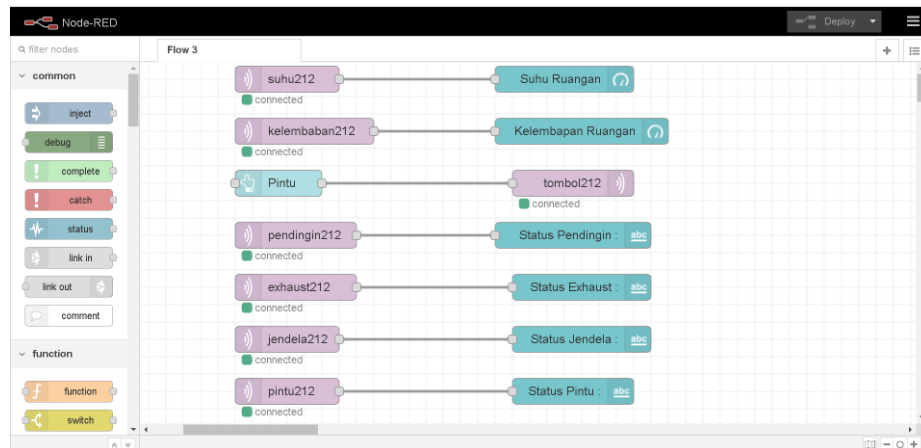 Node-RED
Deploy
filter nodes
Flow 3
common
inject
debug
complete
catch
status
link in
link out
comment
function
function
switch
suhu212
connected
Suhu Ruangan
kelembaban212
connected
Kelembapan Ruangan
Pintu
tombol212
connected
pendingin212
connected
Status Pendingin :
abc
exhaust212
connected
Status Exhaust :
abc
jendela212
connected
Status Jendela :
abc
pintu212
connected
Status Pintu :
abc